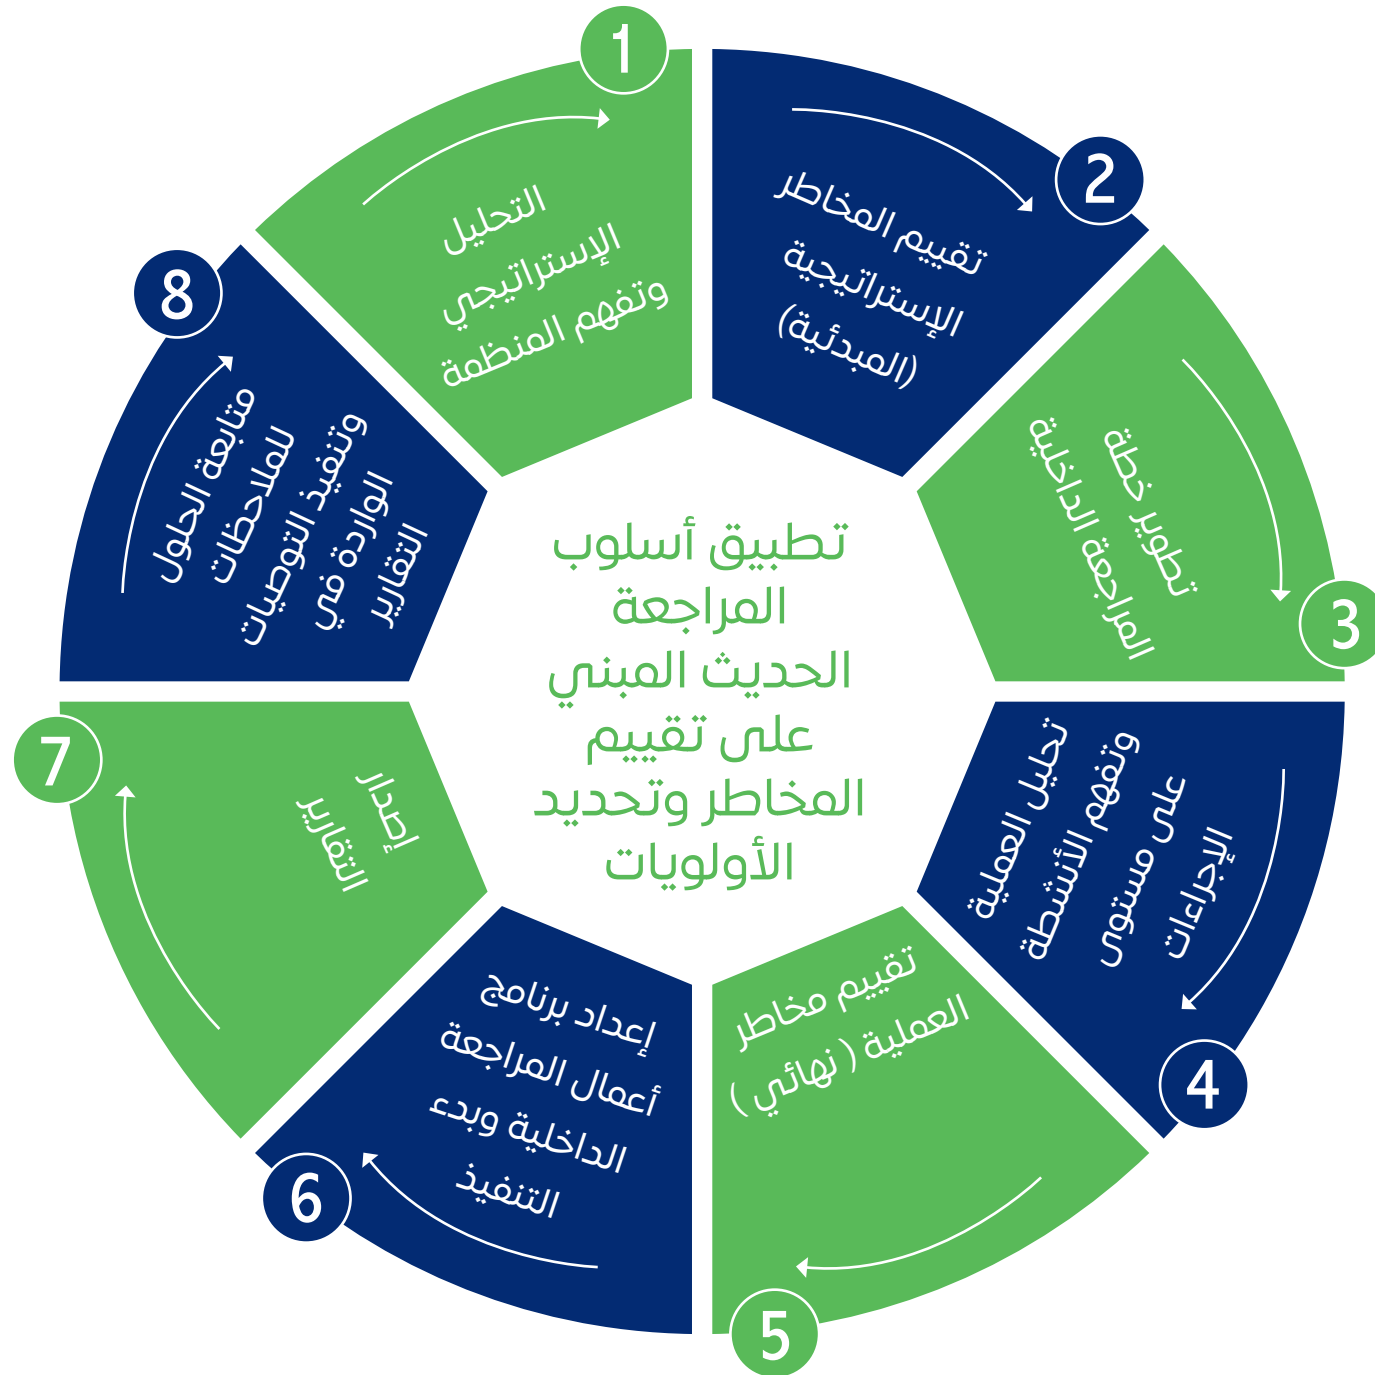 تطبيق أسلوب
المراجعة
الحديث المبني
على تقييم
المخاطر وتحديد
الأولويات
1
التحليل
الإستراتيجي
وتفهم المنظمة
2
تقييم المخاطر
الإستراتيجية
(المبدئية)
3
تطوير خطة
المراجعة الداخلية
4
تحليل العملية
وتفهم الأنشطة
على مستوى
الإجراءات
5
تقييم مخاطر
العملية ( نهائي )
6
إعداد برنامج
أعمال المراجعة
الداخلية وبدء
التنفيذ
7
إصدار
التقارير
8
متابعة الحلول
للملاحظات
وتنفيذ التوصيات
الواردة في
التقارير